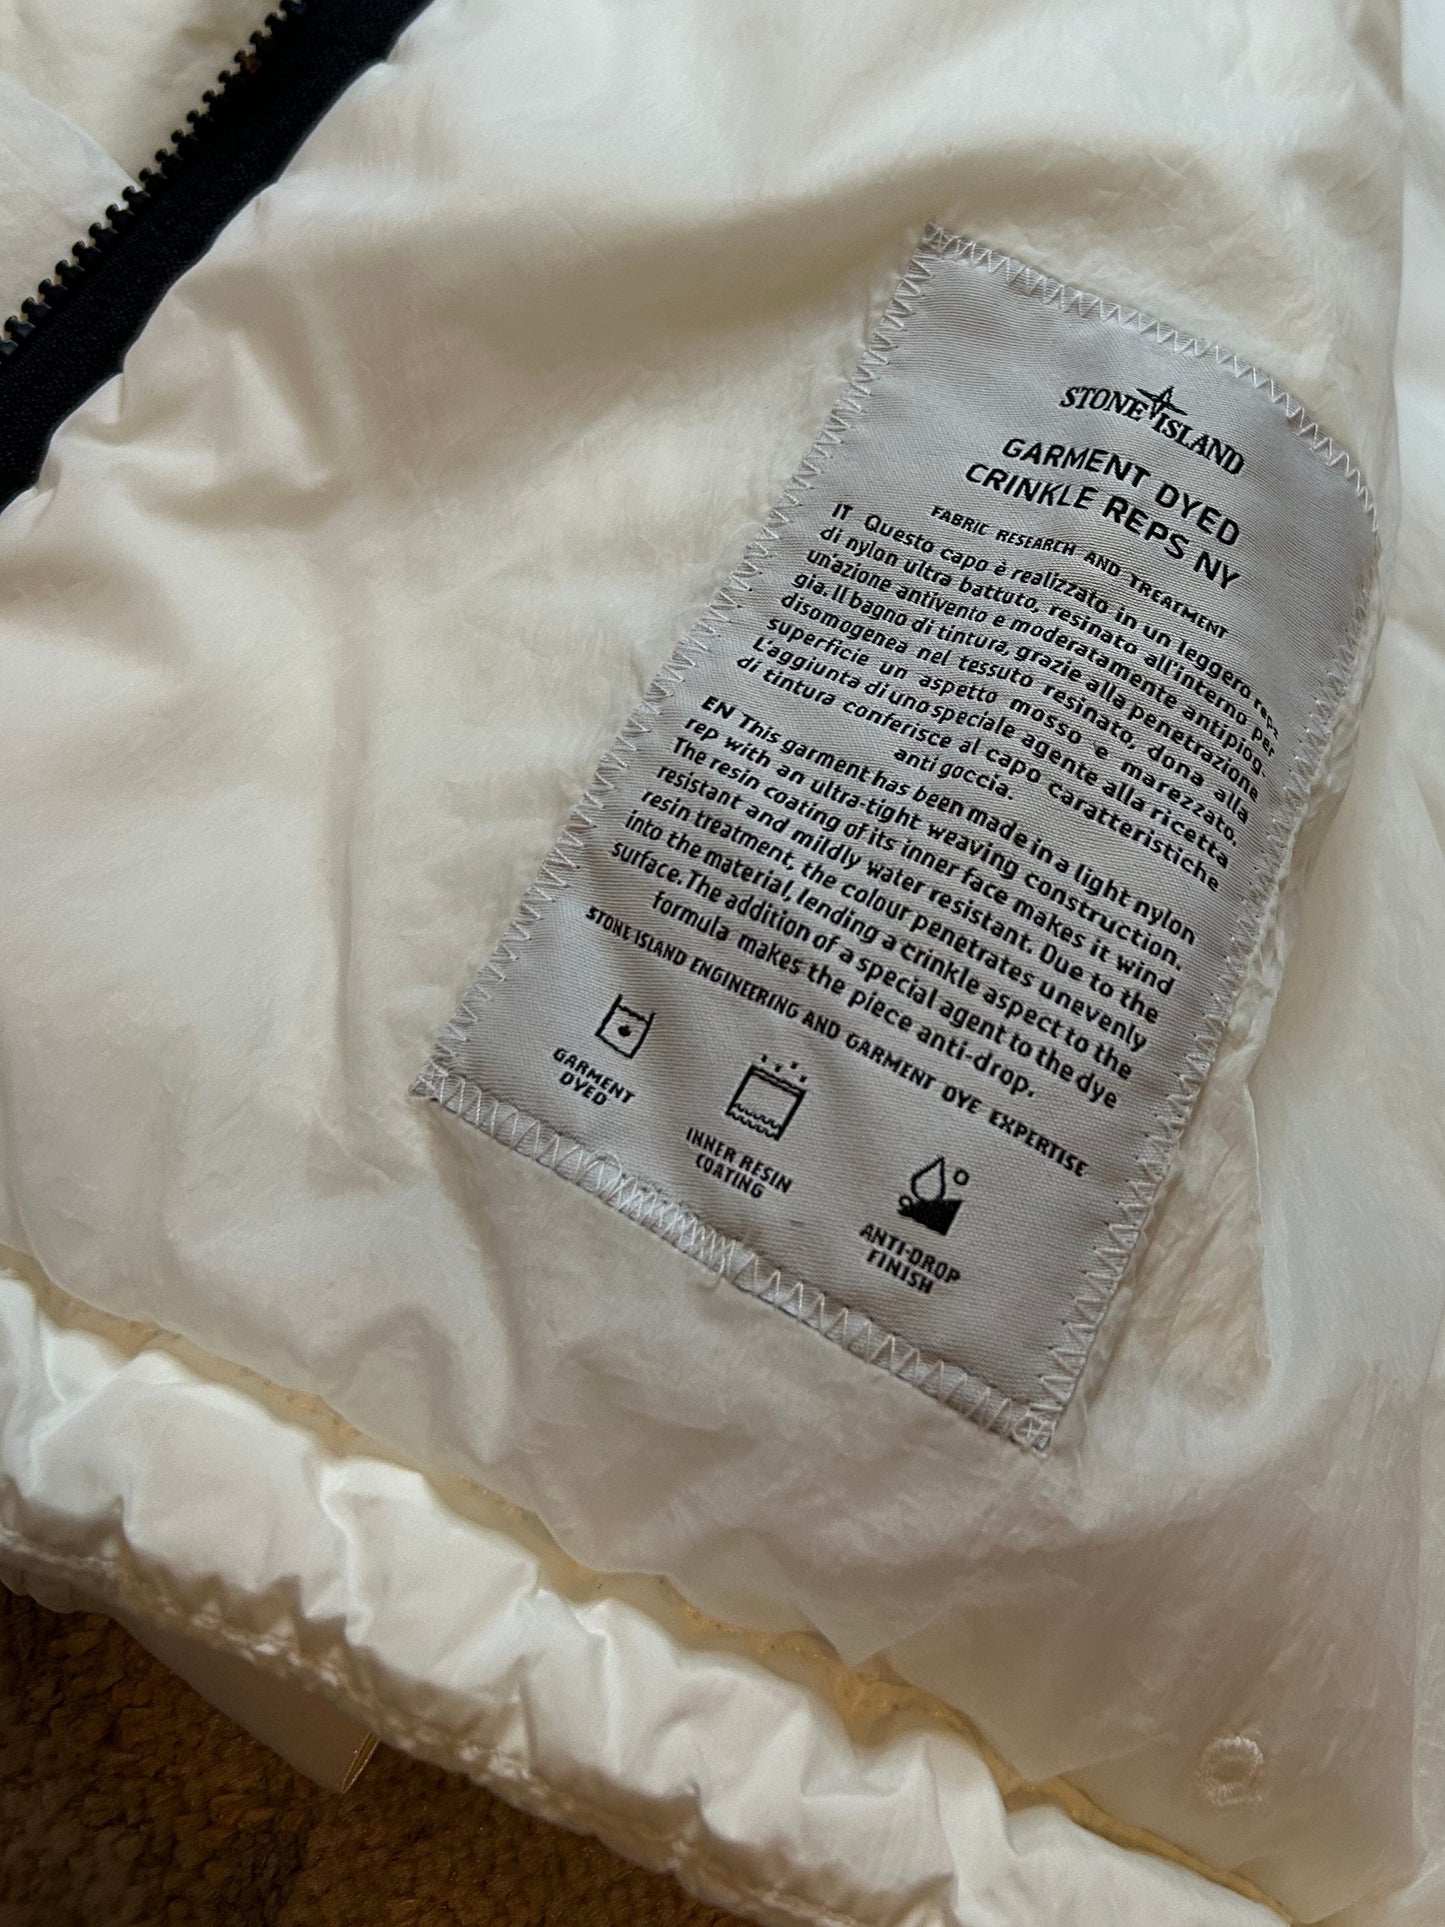 STONE ISLAND
GARMENT DYED
CRINKLE REPS NY
FABRIC RESEARCH AND TREATMENT
IT Questo capo è realizzato in un leggero reps
di nylon ultra battuto, resinato all'interno per
un'azione antivento e moderatamente antipiog-
gia. Il bagno di tintura, grazie alla penetrazione
disomogenea nel tessuto resinato, dona alla
superficie un aspetto mosso e marezzato.
L'aggiunta di uno speciale agente alla ricetta
di tintura conferisce al capo caratteristiche
anti goccia.
EN This garment has been made in a light nylon
rep with an ultra-tight weaving construction.
The resin coating of its inner face makes it wind
resistant and mildly water resistant. Due to the
resin treatment, the colour penetrates unevenly
into the material, lending a crinkle aspect to the
surface. The addition of a special agent to the dye
formula makes the piece anti-drop.
STONE ISLAND ENGINEERING AND GARMENT DYE EXPERTISE
GARMENT
DYED
INNER RESIN
COATING
ANTI-DROP
FINISH